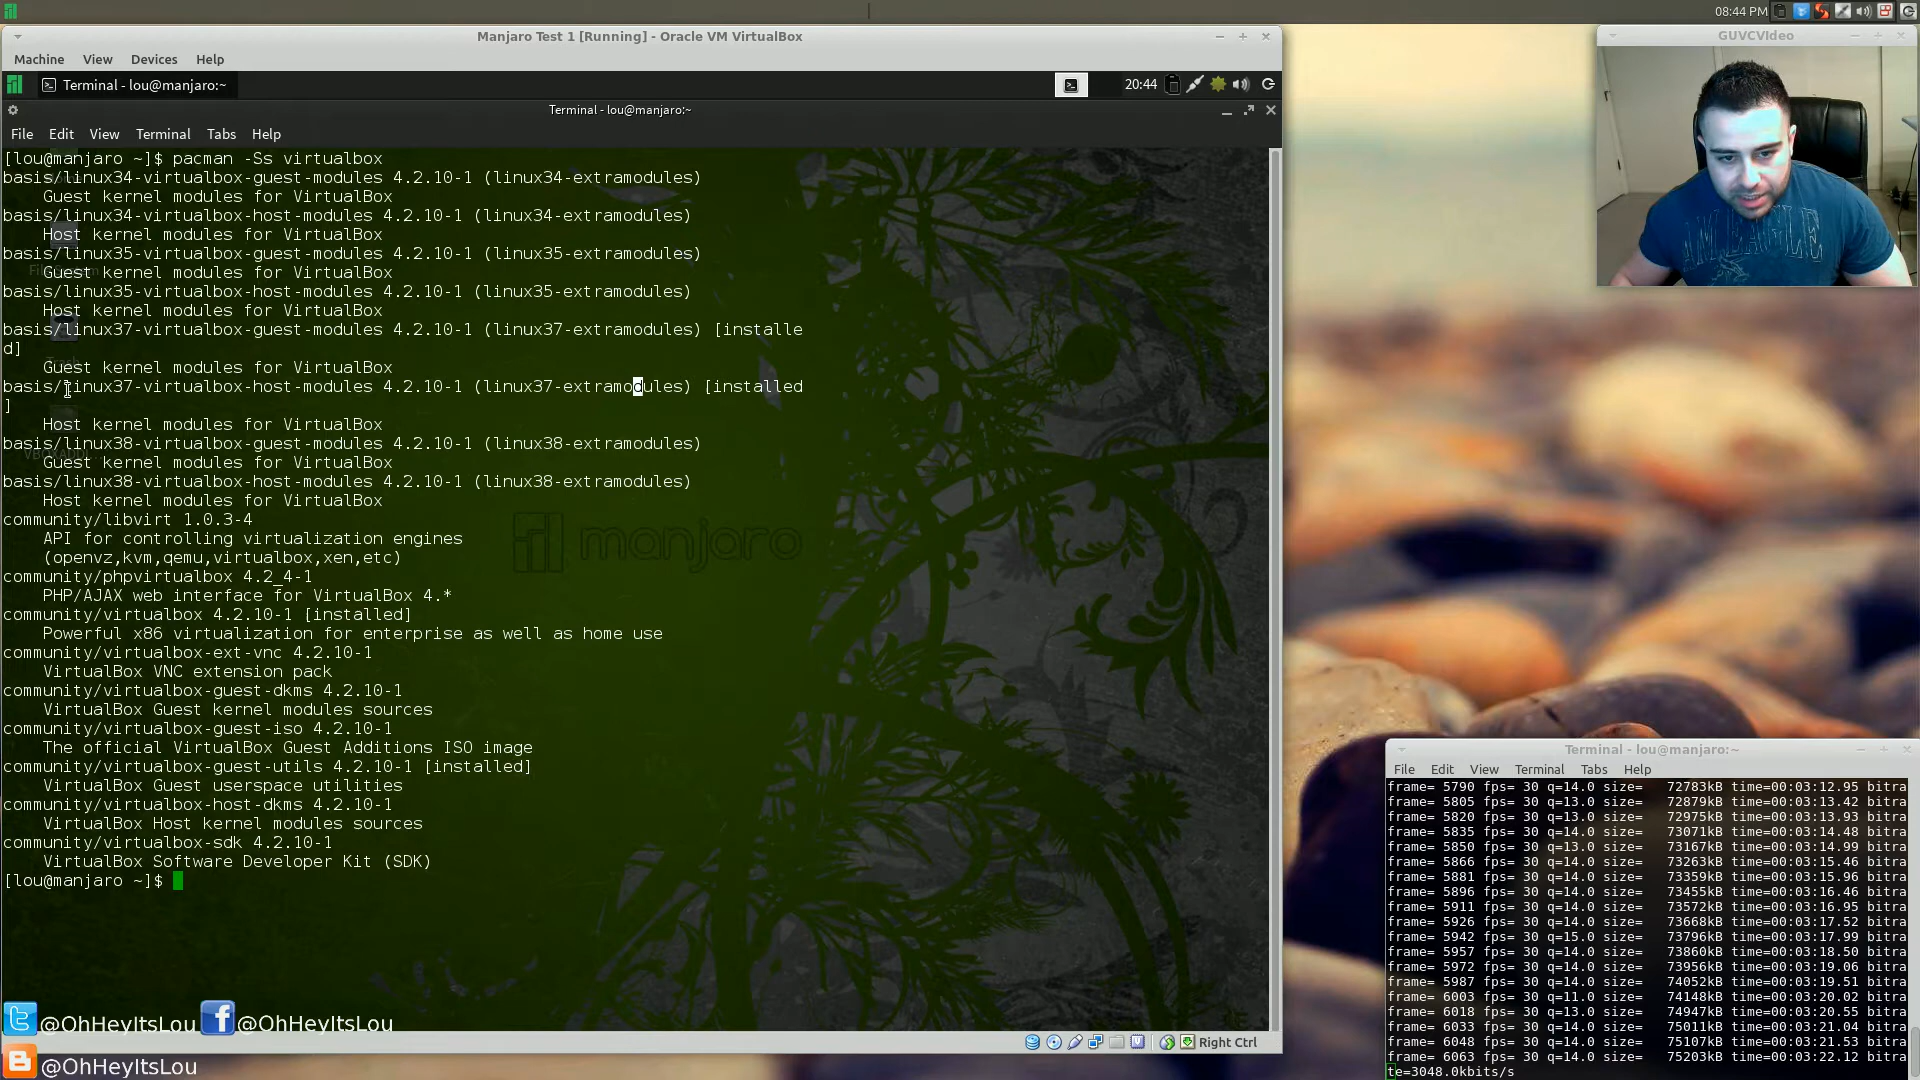 08:44 PM
Manjaro Test 1 [Running] - Oracle VM VirtualBox
Machine View Devices Help
Terminal - lou@manjaro:~
20:44
Terminal - lou@manjaro:~
File Edit View Terminal Tabs Help
[lou@manjaro ~]$ pacman -Ss virtualbox
basis/linux34-virtualbox-guest-modules 4.2.10-1 (linux34-extramodules)
Guest kernel modules for VirtualBox
basis/linux34-virtualbox-host-modules 4.2.10-1 (linux34-extramodules)
Host kernel modules for VirtualBox
basis/linux35-virtualbox-guest-modules 4.2.10-1 (linux35-extramodules)
Guest kernel modules for VirtualBox
basis/linux35-virtualbox-host-modules 4.2.10-1 (linux35-extramodules)
Host kernel modules for VirtualBox
basis/linux37-virtualbox-guest-modules 4.2.10-1 (linux37-extramodules) [installe
d]
Guest kernel modules for VirtualBox
basis/linux37-virtualbox-host-modules 4.2.10-1 (linux37-extramodules) [installed
]
Host kernel modules for VirtualBox
basis/linux38-virtualbox-guest-modules 4.2.10-1 (linux38-extramodules)
Guest kernel modules for VirtualBox
basis/linux38-virtualbox-host-modules 4.2.10-1 (linux38-extramodules)
Host kernel modules for VirtualBox
community/libvirt 1.0.3-4
API for controlling virtualization engines
(openvz,kvm,qemu,virtualbox,xen,etc)
community/phpvirtualbox 4.2_4-1
PHP/AJAX web interface for VirtualBox 4.*
community/virtualbox 4.2.10-1 [installed]
Powerful x86 virtualization for enterprise as well as home use
community/virtualbox-ext-vnc 4.2.10-1
VirtualBox VNC extension pack
community/virtualbox-guest-dkms 4.2.10-1
VirtualBox Guest kernel modules sources
community/virtualbox-guest-iso 4.2.10-1
The official VirtualBox Guest Additions ISO image
community/virtualbox-guest-utils 4.2.10-1 [installed]
VirtualBox Guest userspace utilities
community/virtualbox-host-dkms 4.2.10-1
VirtualBox Host kernel modules sources
community/virtualbox-sdk 4.2.10-1
VirtualBox Software Developer Kit (SDK)
[lou@manjaro ~]$
manjaro
@OhHeyItsLou @OhHeyItsLou
@OhHeyItsLou
Right Ctrl
GUVCVIdeo
AM EAGLE
Terminal - lou@manjaro:~
File Edit View Terminal Tabs Help
frame= 5790 fps= 30 q=14.0 size= 72783kB time=00:03:12.95 bitra
frame= 5805 fps= 30 q=13.0 size= 72879kB time=00:03:13.42 bitra
frame= 5820 fps= 30 q=13.0 size= 72975kB time=00:03:13.93 bitra
frame= 5835 fps= 30 q=14.0 size= 73071kB time=00:03:14.48 bitra
frame= 5850 fps= 30 q=13.0 size= 73167kB time=00:03:14.99 bitra
frame= 5866 fps= 30 q=14.0 size= 73263kB time=00:03:15.46 bitra
frame= 5881 fps= 30 q=14.0 size= 73359kB time=00:03:15.96 bitra
frame= 5896 fps= 30 q=14.0 size= 73455kB time=00:03:16.46 bitra
frame= 5911 fps= 30 q=14.0 size= 73572kB time=00:03:16.95 bitra
frame= 5926 fps= 30 q=14.0 size= 73668kB time=00:03:17.52 bitra
frame= 5942 fps= 30 q=15.0 size= 73796kB time=00:03:17.99 bitra
frame= 5957 fps= 30 q=14.0 size= 73860kB time=00:03:18.50 bitra
frame= 5972 fps= 30 q=14.0 size= 73956kB time=00:03:19.06 bitra
frame= 5987 fps= 30 q=14.0 size= 74052kB time=00:03:19.51 bitra
frame= 6003 fps= 30 q=11.0 size= 74148kB time=00:03:20.02 bitra
frame= 6018 fps= 30 q=13.0 size= 74947kB time=00:03:20.55 bitra
frame= 6033 fps= 30 q=14.0 size= 75011kB time=00:03:21.04 bitra
frame= 6048 fps= 30 q=14.0 size= 75107kB time=00:03:21.53 bitra
frame= 6063 fps= 30 q=14.0 size= 75203kB time=00:03:22.12 bitra
te=3048.0kbits/s